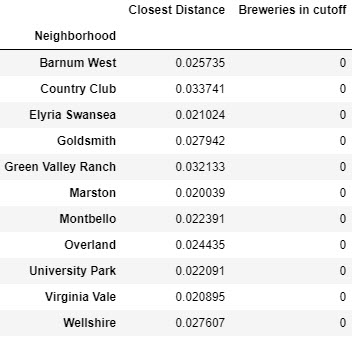 Closest Distance Breweries in cutoff
Neighborhood
Barnum West 0.025735 0
Country Club 0.033741 0
Elyria Swansea 0.021024 0
Goldsmith 0.027942 0
Green Valley Ranch 0.032133 0
Marston 0.020039 0
Montbello 0.022391 0
Overland 0.024435 0
University Park 0.022091 0
Virginia Vale 0.020895 0
Wellshire 0.027607 0